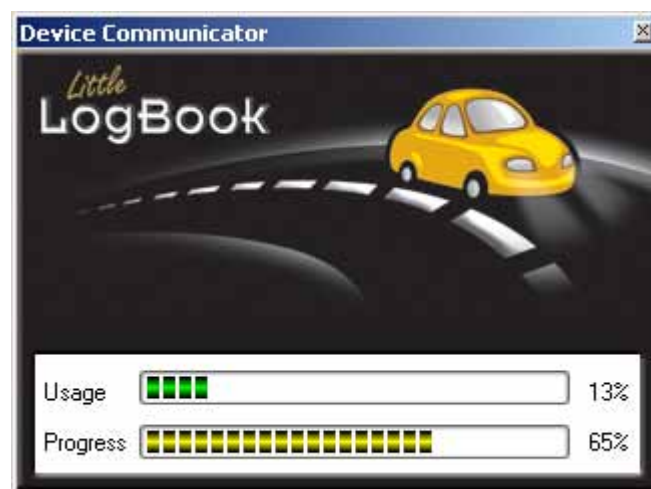 Device Communicator
Little
LogBook
Usage 13%
Progress 65%